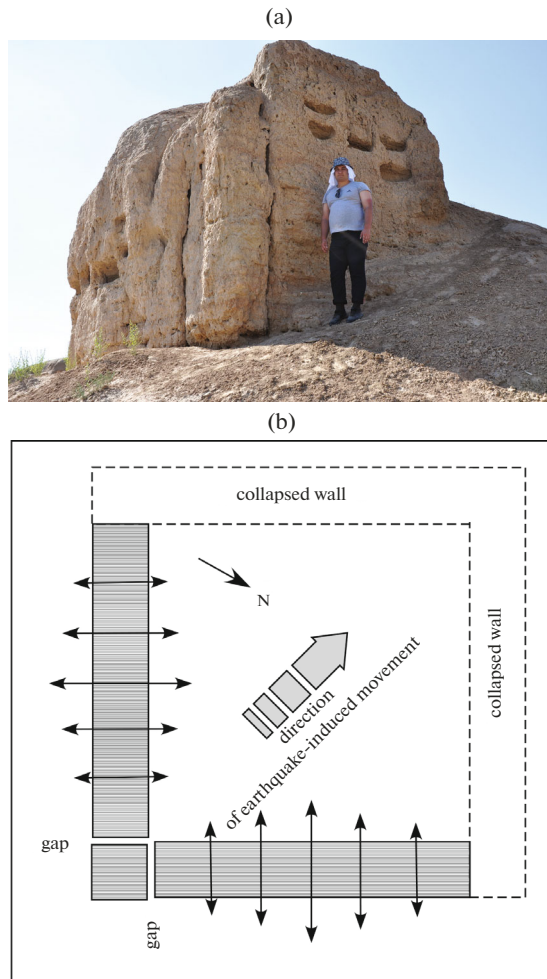 (a)
(b)
collapsed wall
N
collapsed wall
direction
of earthquake-induced movement
gap
gap